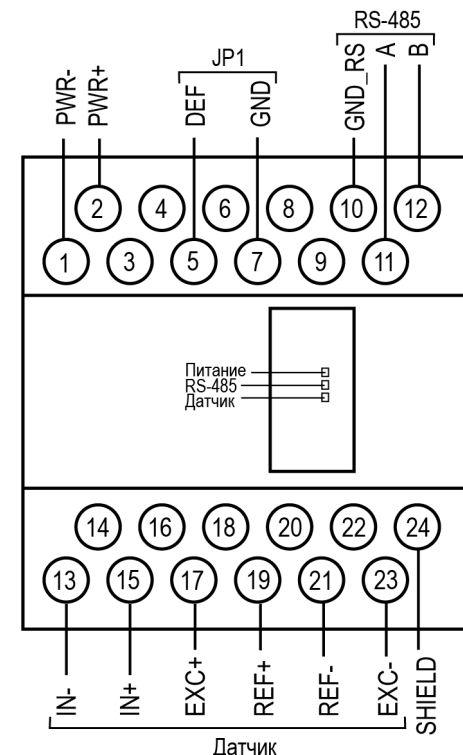 RS-485
JP1
PWR-
PWR+
DEF
GND
GND_RS
A
B
2 4 6 8 10 12
1 3 5 7 9 11
Питание
RS-485
Датчик
14 16 18 20 22 24
13 15 17 19 21 23
IN-
IN+
EXC+
REF+
REF-
EXC-
SHIELD
Датчик